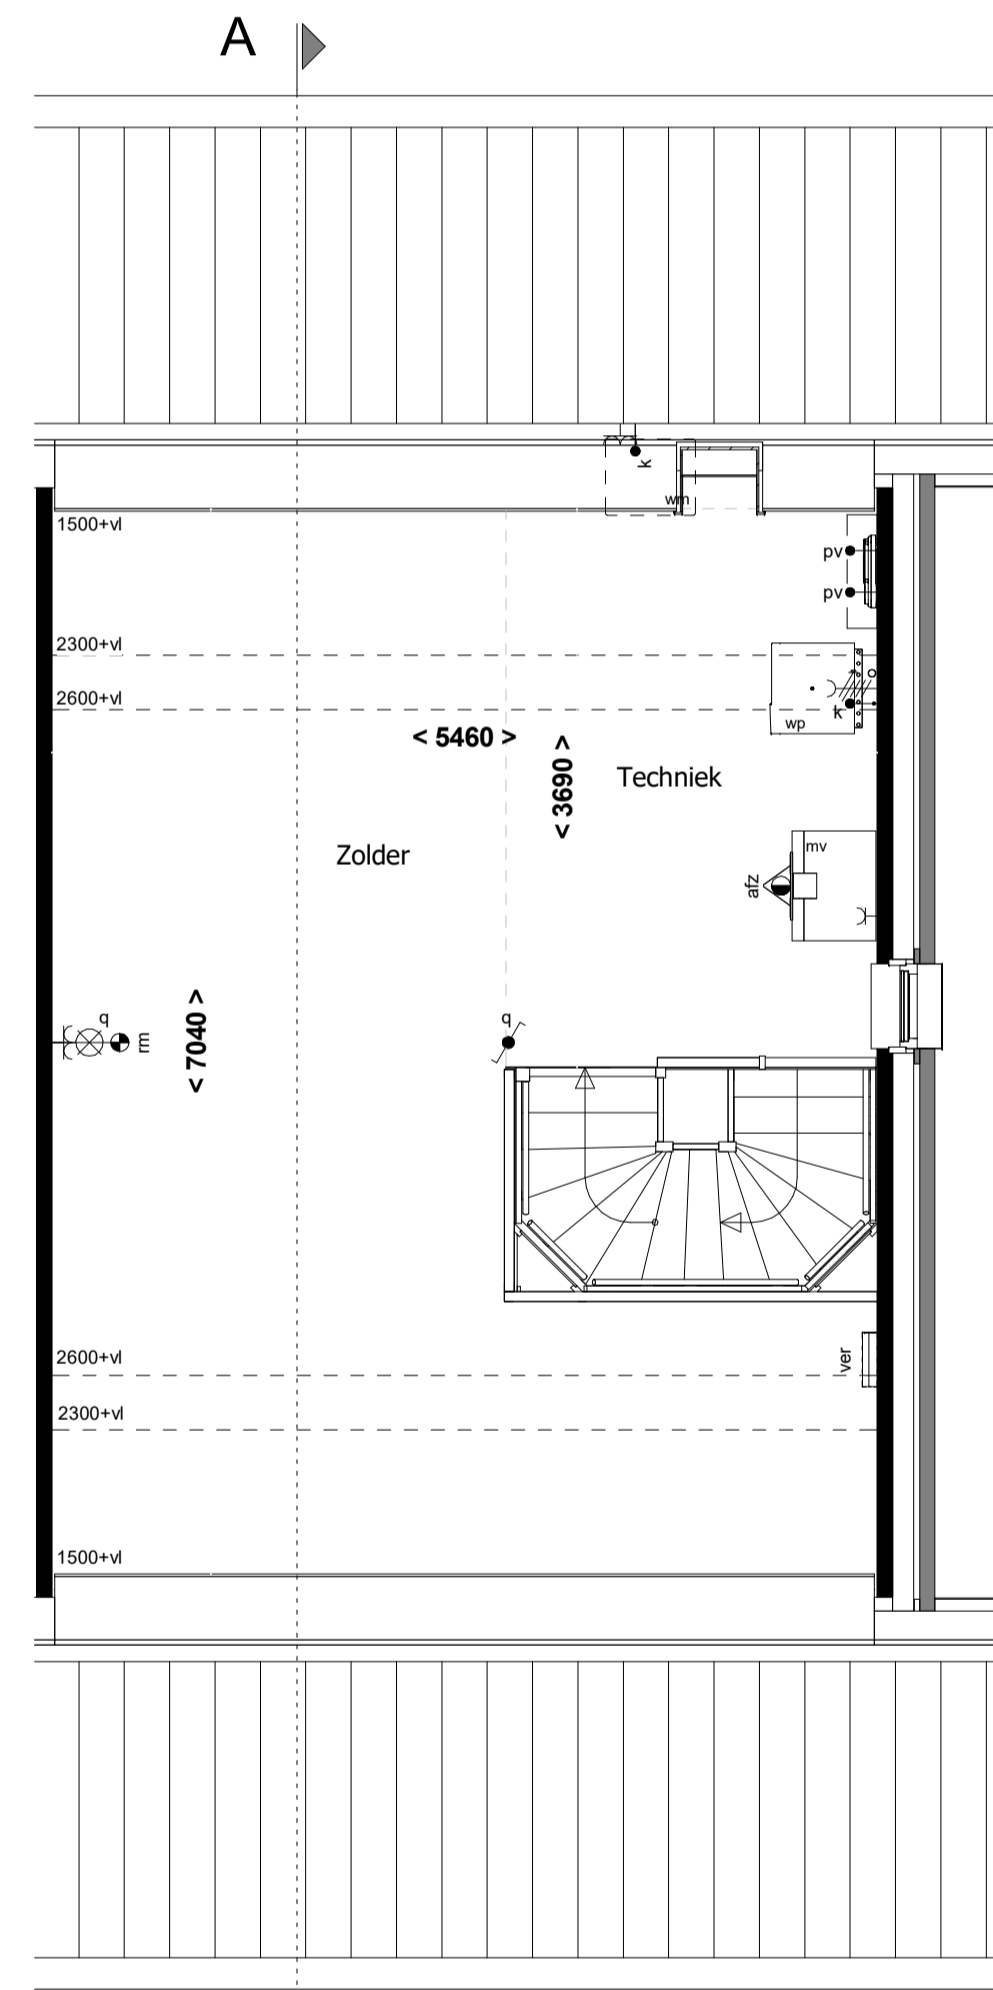 A
k
wm
1500+vl
pv
pv
2300+vl
o
2600+vl
k
wp
< 5460 >
< 3690 >
Techniek
Zolder
mv
afz
q
q
rm
< 7040 >
2600+vl
ver
2300+vl
1500+vl